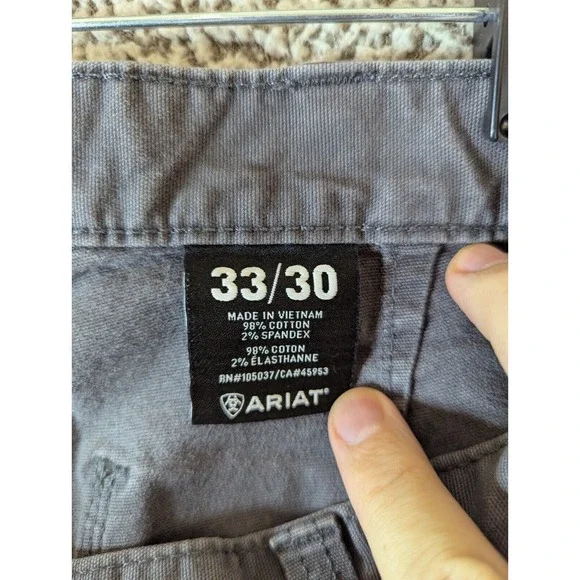 33/30
MADE IN VIETNAM
98% COTTON
2% SPANDEX
98% COTON
2% ÉLASTHANNE
RN#105037/CA#45953
ARIAT®